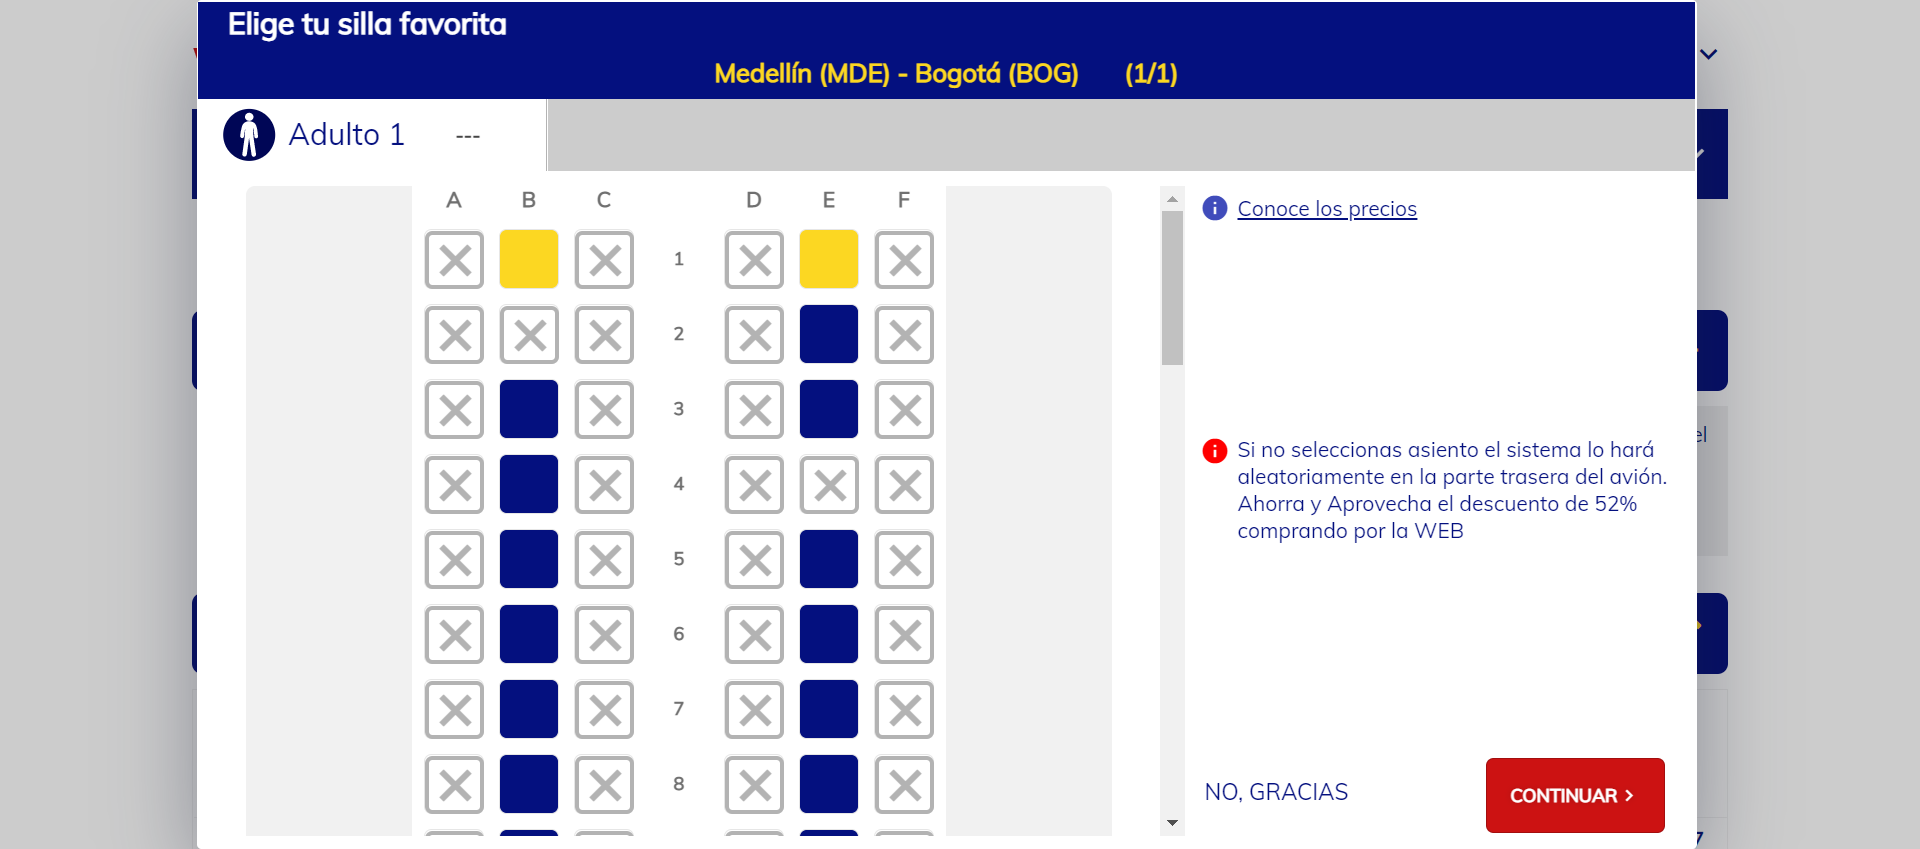 Elige tu silla favorita
Medellín (MDE) - Bogotá (BOG) (1/1)
Adulto 1 ---
A B C D E F
1
2
3
4
5
6
7
8
Conoce los precios
Si no seleccionas asiento el sistema lo hará
aleatoriamente en la parte trasera del avión.
Ahorra y Aprovecha el descuento de 52%
comprando por la WEB
NO, GRACIAS
CONTINUAR
el
7